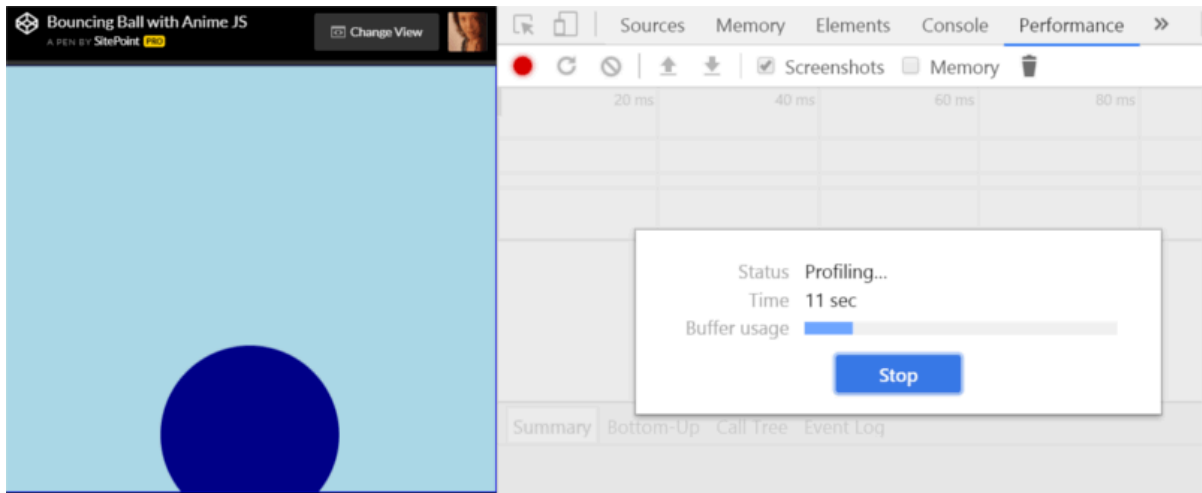 Bouncing Ball with Anime JS
A PEN BY SitePoint PRO
Change View
Sources Memory Elements Console Performance »
Screenshots Memory
20 ms 40 ms 60 ms 80 ms
Status Profiling...
Time 11 sec
Buffer usage
Stop
Summary Bottom-Up Call Tree Event Log